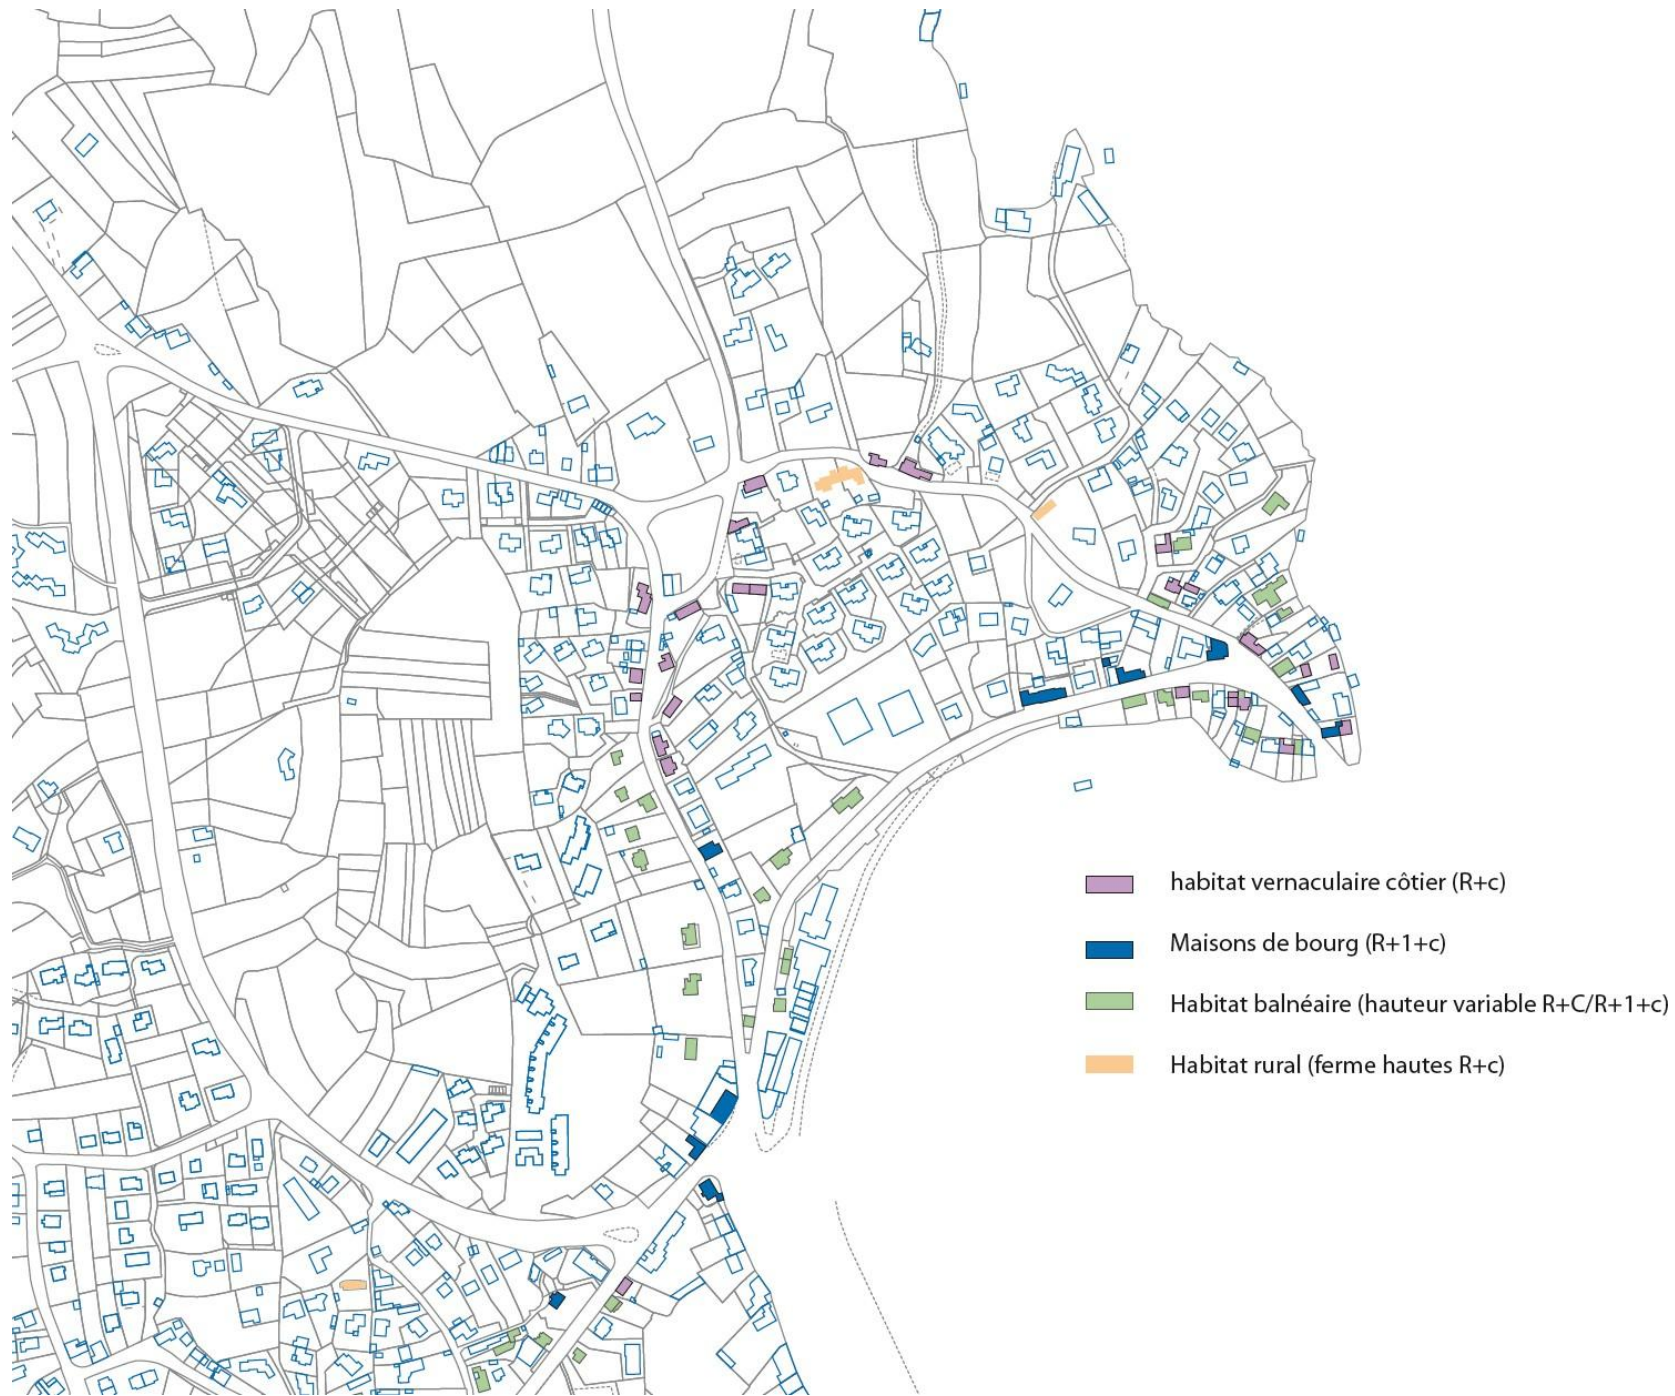 habitat vernaculaire côtier (R+c)
Maisons de bourg (R+1+c)
Habitat balnéaire (hauteur variable R+C/R+1+c)
Habitat rural (ferme hautes R+c)